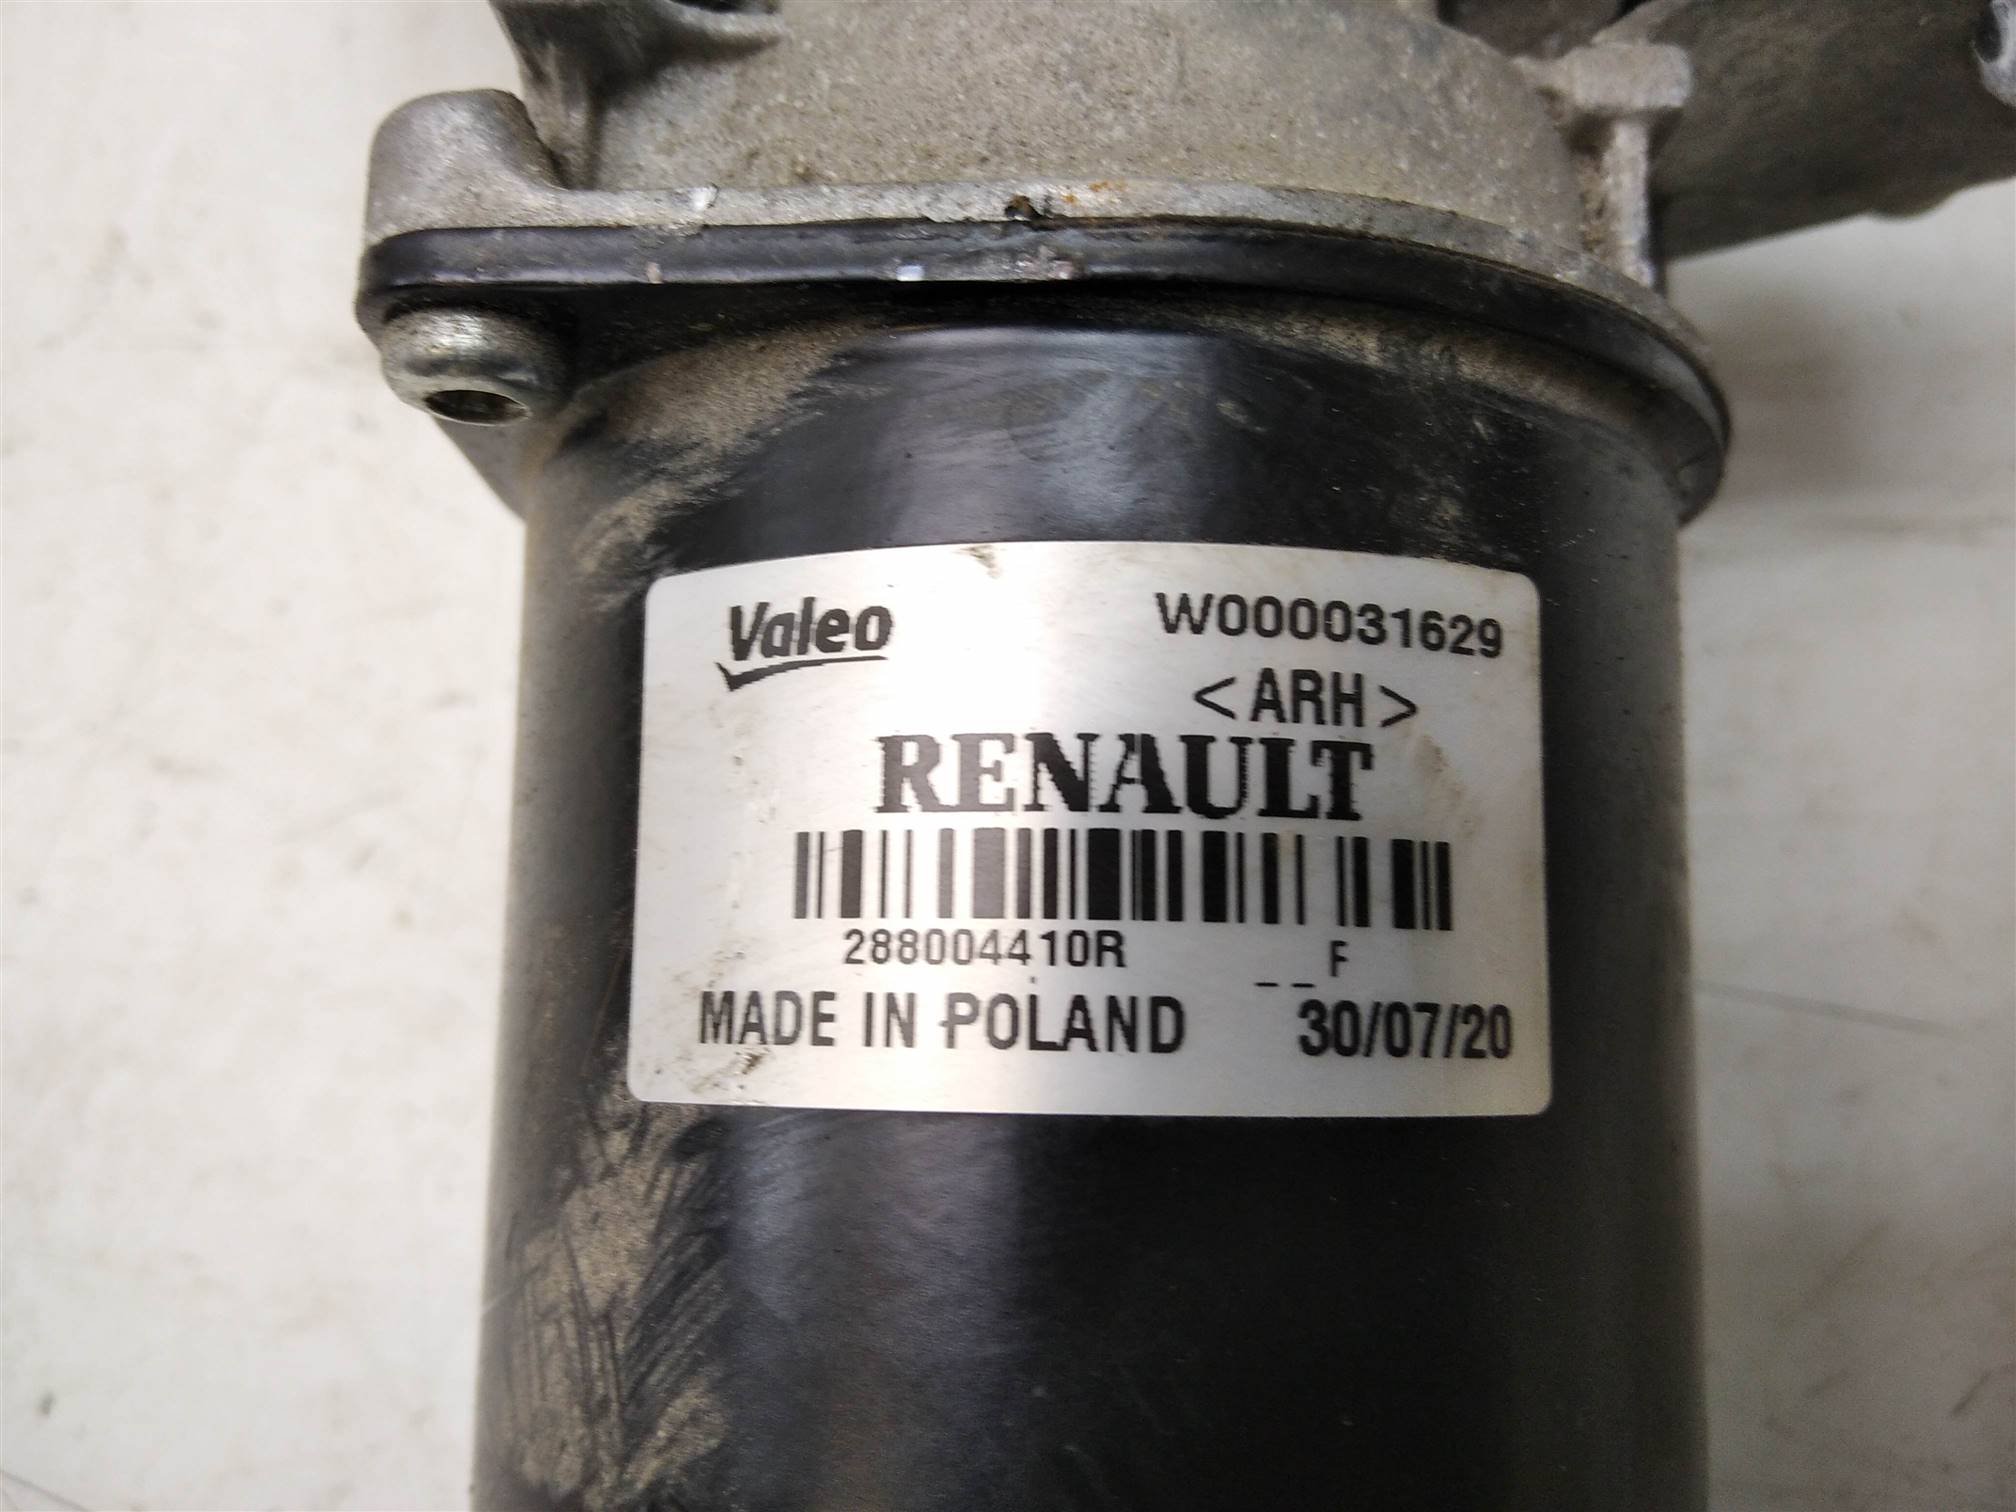 Valeo W000031629
<ARH>
RENAULT
288004410R _ _ F
MADE IN POLAND 30/07/20